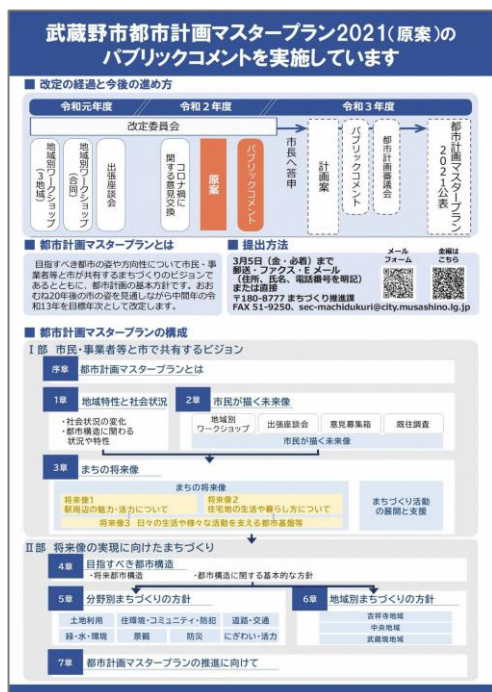 武蔵野市都市計画マスタープラン2021(原案)の
パブリックコメントを実施しています
■ 改定の経過と今後の進め方
令和元年度
令和2年度
令和3年度
改定委員会
地域別ワークショップ
(3地域)
地域別ワークショップ
(合同)
出張座談会
コロナ禍に
関する意見交換
原案
パブリックコメント
市長へ答申
計画案
パブリックコメント
都市計画審議会
都市計画マスタープラン
2021公表
■ 都市計画マスタープランとは
目指すべき都市の姿や方向性について市民・事
業者等と市が共有するまちづくりのビジョンで
あるとともに、都市計画の基本方針です。おお
むね20年後の市の姿を見通しながら中間年の令
和13年を目標年次として改定します。
■ 提出方法
3月5日(金・必着)まで
郵送・ファクス・Eメール
(住所、氏名、電話番号を明記)
または直接
〒180-8777 まちづくり推進課
FAX 51-9250、sec-machidukuri@city.musashino.lg.jp
メール
フォーム
全編は
こちら
■ 都市計画マスタープランの構成
Ⅰ部 市民・事業者等と市で共有するビジョン
序章 都市計画マスタープランとは
1章 地域特性と社会状況
・社会状況の変化
・都市構造に関わる
状況や特性
2章 市民が描く未来像
地域別
ワークショップ
出張座談会
意見募集箱
既往調査
市民が描く未来像
3章 まちの将来像
まちの将来像
将来像1
駅周辺の魅力・活力について
将来像2
住宅地の生活や暮らし方について
将来像3 日々の生活や様々な活動を支える都市基盤等
まちづくり活動
の展開と支援
Ⅱ部 将来像の実現に向けたまちづくり
4章 目指すべき都市構造
・将来都市構造
・都市構造に関する基本的な方針
5章 分野別まちづくりの方針
土地利用
住環境・コミュニティ・防犯
道路・交通
緑・水・環境
景観
防災
にぎわい・活力
6章 地域別まちづくりの方針
吉祥寺地域
中央地域
武蔵境地域
7章 都市計画マスタープランの推進に向けて